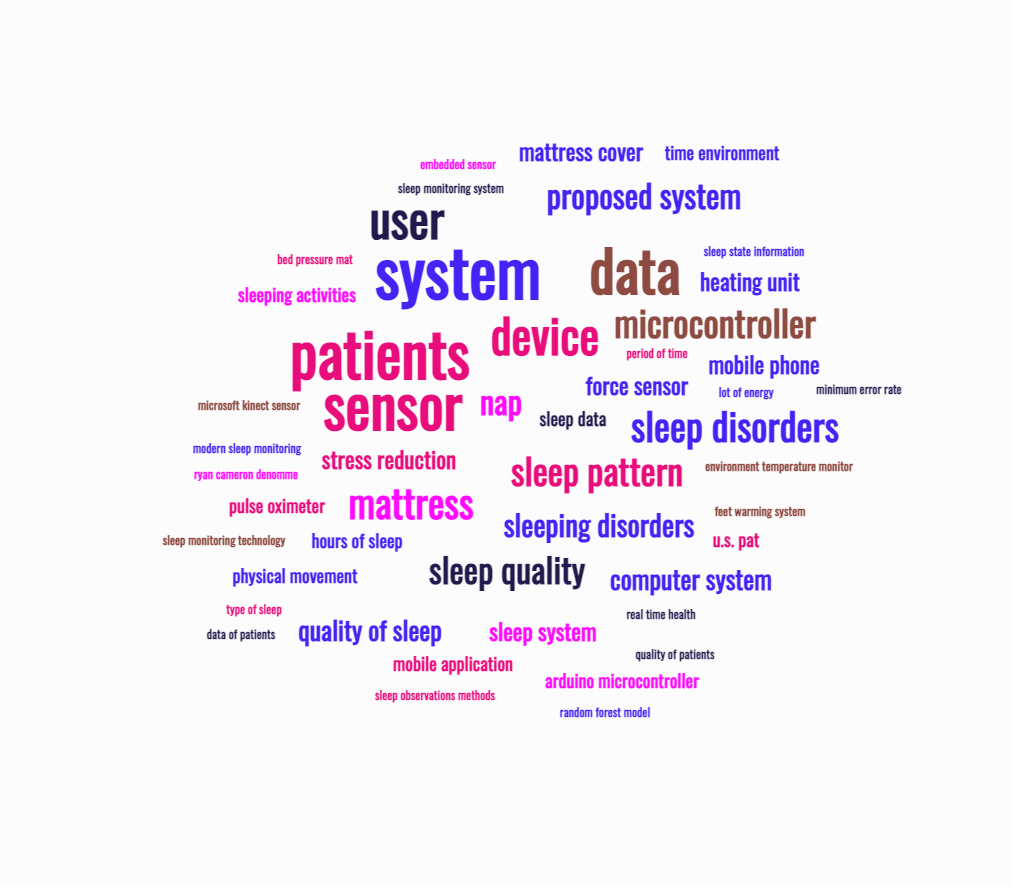 mattress cover
time environment
embedded sensor
sleep monitoring system
proposed system
user
sleep state information
bed pressure mat
system
data
heating unit
sleeping activities
microcontroller
device
patients
period of time
mobile phone
force sensor
lot of energy
minimum error rate
microsoft kinect sensor
sensor
nap
sleep data
sleep disorders
modern sleep monitoring
stress reduction
sleep pattern
environment temperature monitor
ryan cameron denomme
pulse oximeter
mattress
feet warming system
sleeping disorders
sleep monitoring technology
hours of sleep
u.s. pat
physical movement
sleep quality
computer system
type of sleep
real time health
data of patients
quality of sleep
sleep system
quality of patients
mobile application
arduino microcontroller
sleep observations methods
random forest model